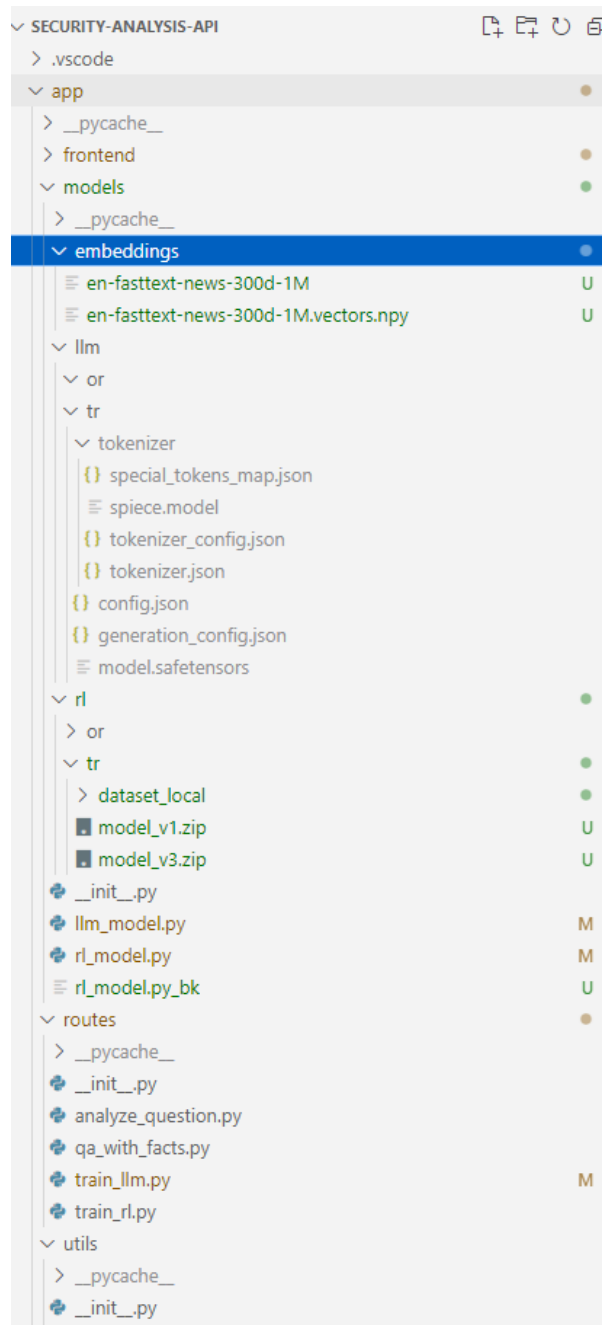 SECURITY-ANALYSIS-API
.vscode
app
__pycache__
frontend
models
__pycache__
embeddings
en-fasttext-news-300d-1M U
en-fasttext-news-300d-1M.vectors.npy U
llm
or
tr
tokenizer
{} special_tokens_map.json
spiece.model
{} tokenizer_config.json
{} tokenizer.json
{} config.json
{} generation_config.json
model.safetensors
rl
or
tr
dataset_local
model_v1.zip U
model_v3.zip U
__init__.py
llm_model.py M
rl_model.py M
rl_model.py_bk U
routes
__pycache__
__init__.py
analyze_question.py
qa_with_facts.py
train_llm.py M
train_rl.py
utils
__pycache__
__init__.py